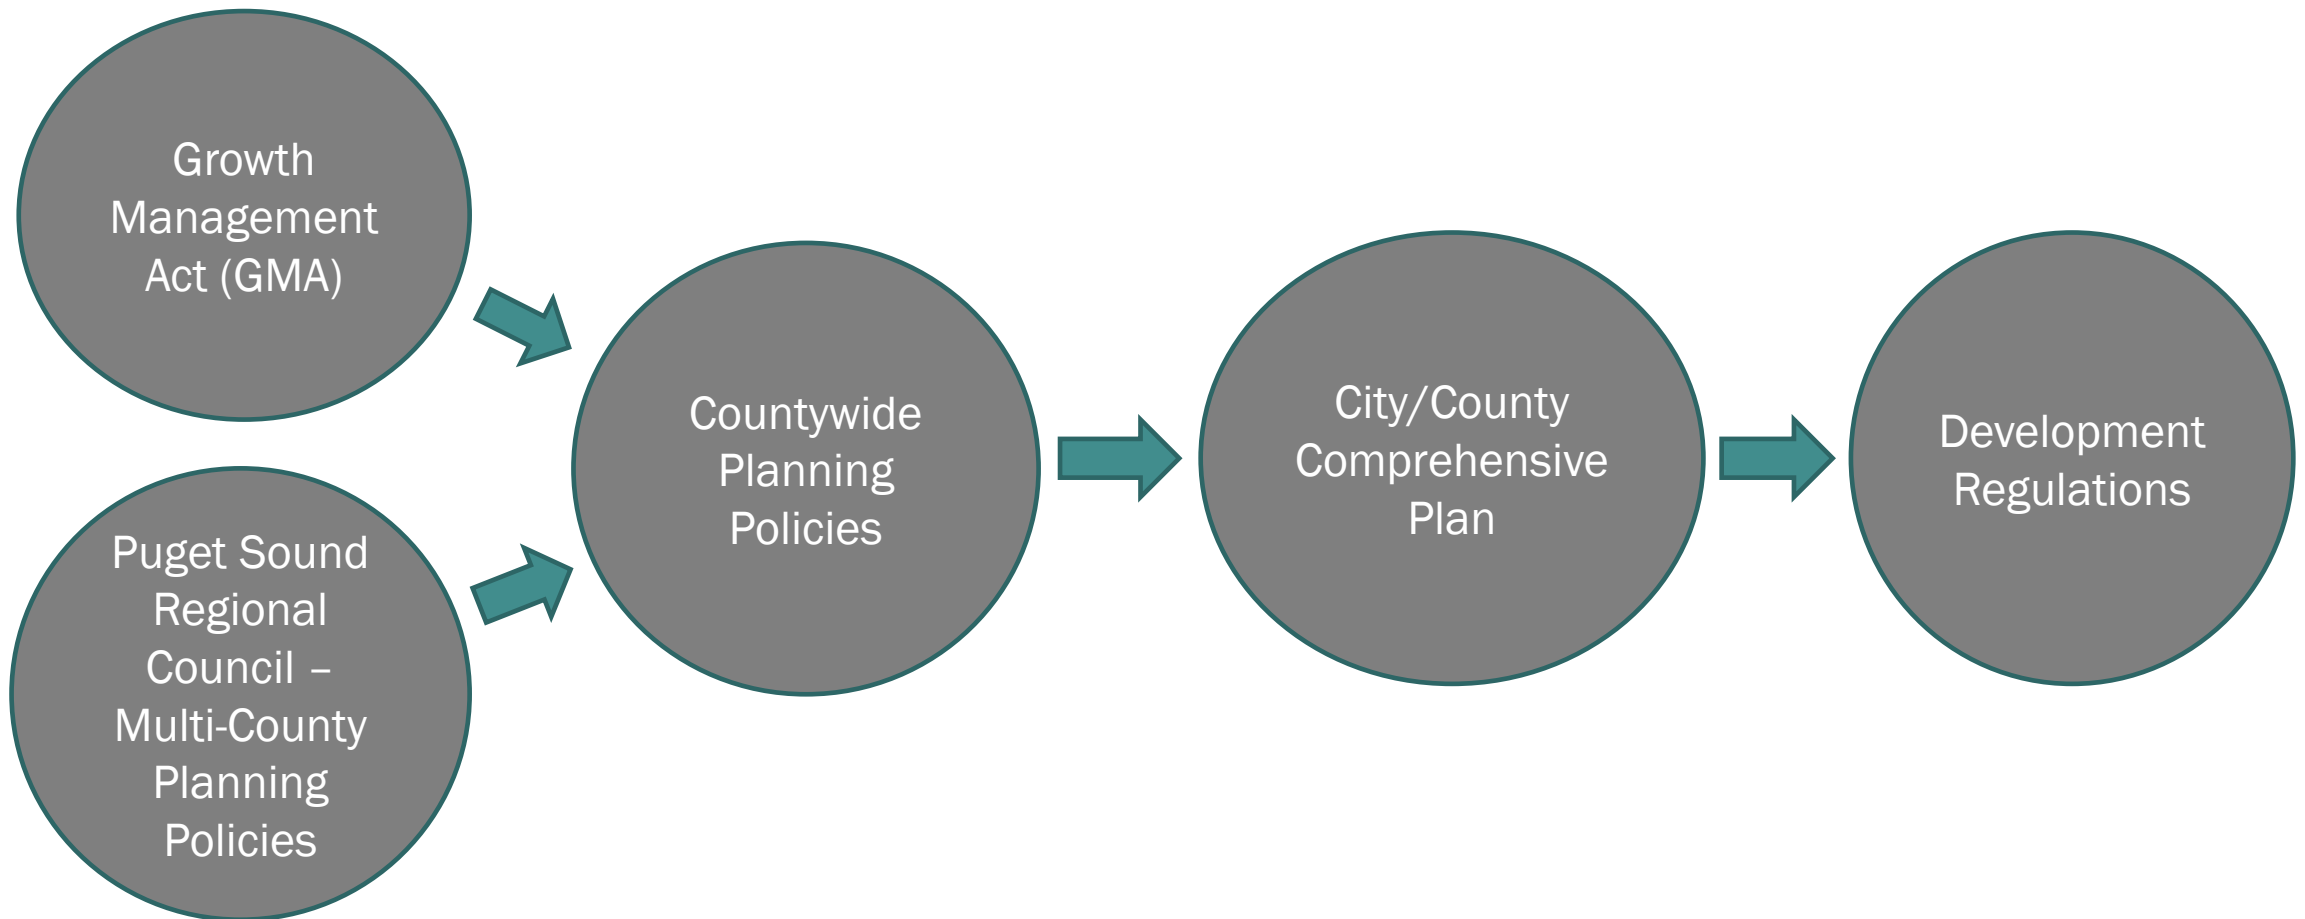 Growth
Management
Act (GMA)
Puget Sound
Regional
Council –
Multi-County
Planning
Policies
Countywide
Planning
Policies
City/County
Comprehensive
Plan
Development
Regulations